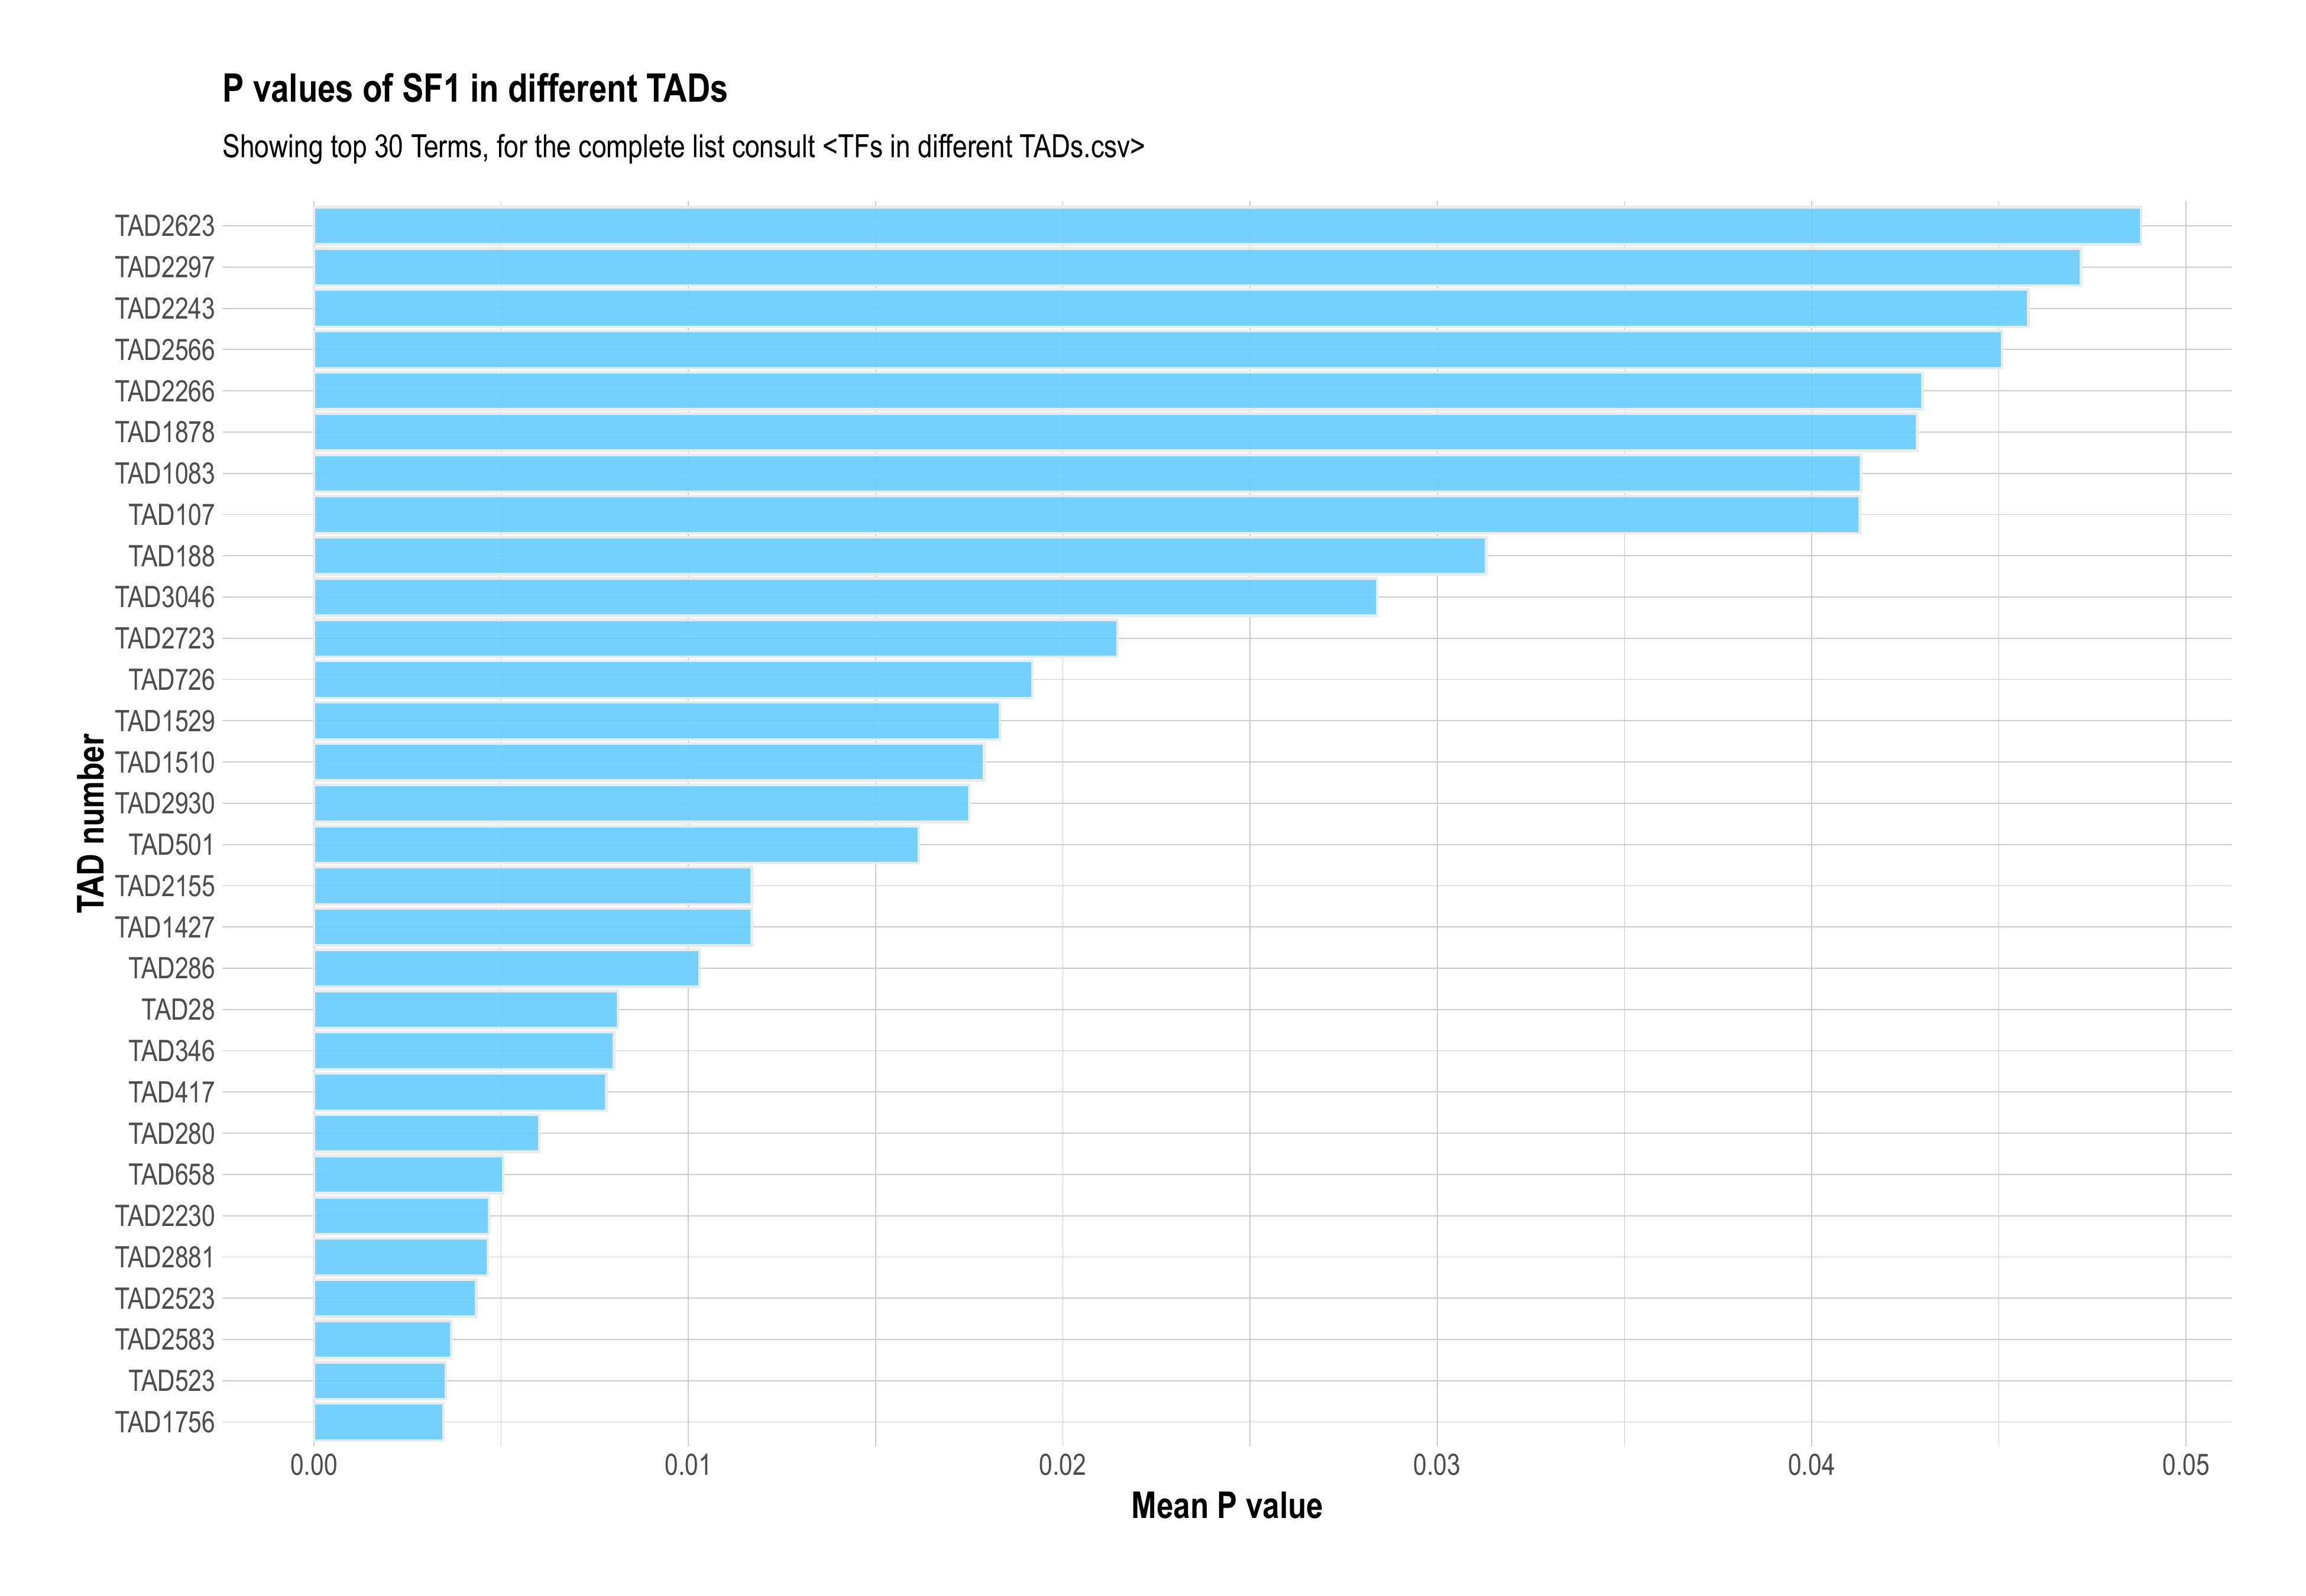 P values of SF1 in different TADs
Showing top 30 Terms, for the complete list consult <TFs in different TADs.csv>
TAD number
TAD2623
TAD2297
TAD2243
TAD2566
TAD2266
TAD1878
TAD1083
TAD107
TAD188
TAD3046
TAD2723
TAD726
TAD1529
TAD1510
TAD2930
TAD501
TAD2155
TAD1427
TAD286
TAD28
TAD346
TAD417
TAD280
TAD658
TAD2230
TAD2881
TAD2523
TAD2583
TAD523
TAD1756
0.00 0.01 0.02 0.03 0.04 0.05
Mean P value